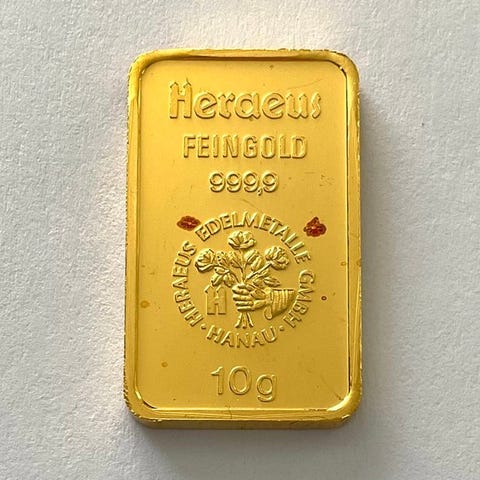 Heraeus
FEINGOLD
999,9
HERAEUS EDELMETALLE GMBH
H
· HANAU ·
10g